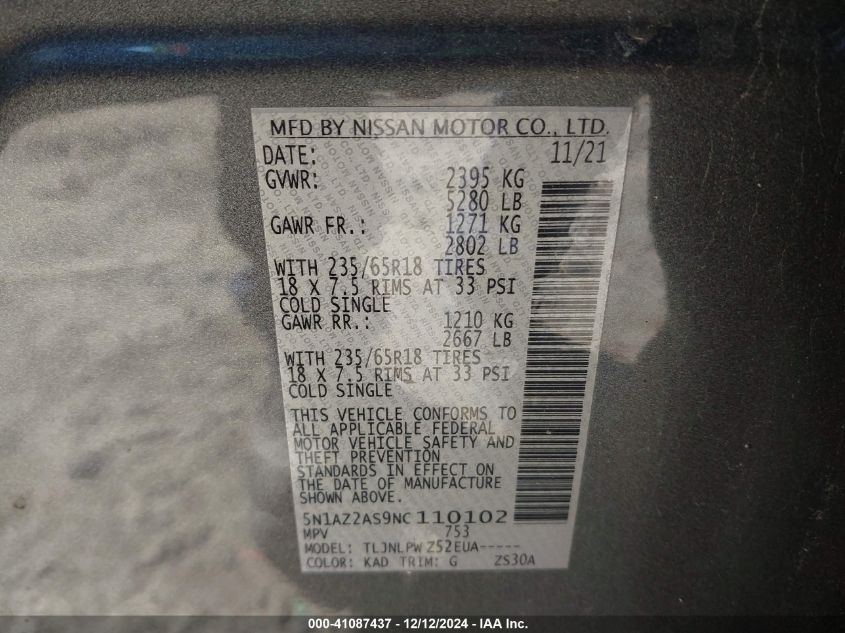 MFD BY NISSAN MOTOR CO., LTD.
DATE: 11/21
GVWR: 2395 KG
5280 LB
GAWR FR.: 1271 KG
2802 LB
WITH 235/65R18 TIRES
18 X 7.5 RIMS AT 33 PSI
COLD SINGLE
GAWR RR.: 1210 KG
2667 LB
WITH 235/65R18 TIRES
18 X 7.5 RIMS AT 33 PSI
COLD SINGLE
THIS VEHICLE CONFORMS TO
ALL APPLICABLE FEDERAL
MOTOR VEHICLE SAFETY AND
THEFT PREVENTION
STANDARDS IN EFFECT ON
THE DATE OF MANUFACTURE
SHOWN ABOVE.
5N1AZ2AS9NC110102
MPV 753
MODEL: TLJNLPW Z52EUA-----
COLOR: KAD TRIM: G ZS30A
000-41087437 - 12/12/2024 - IAA Inc.